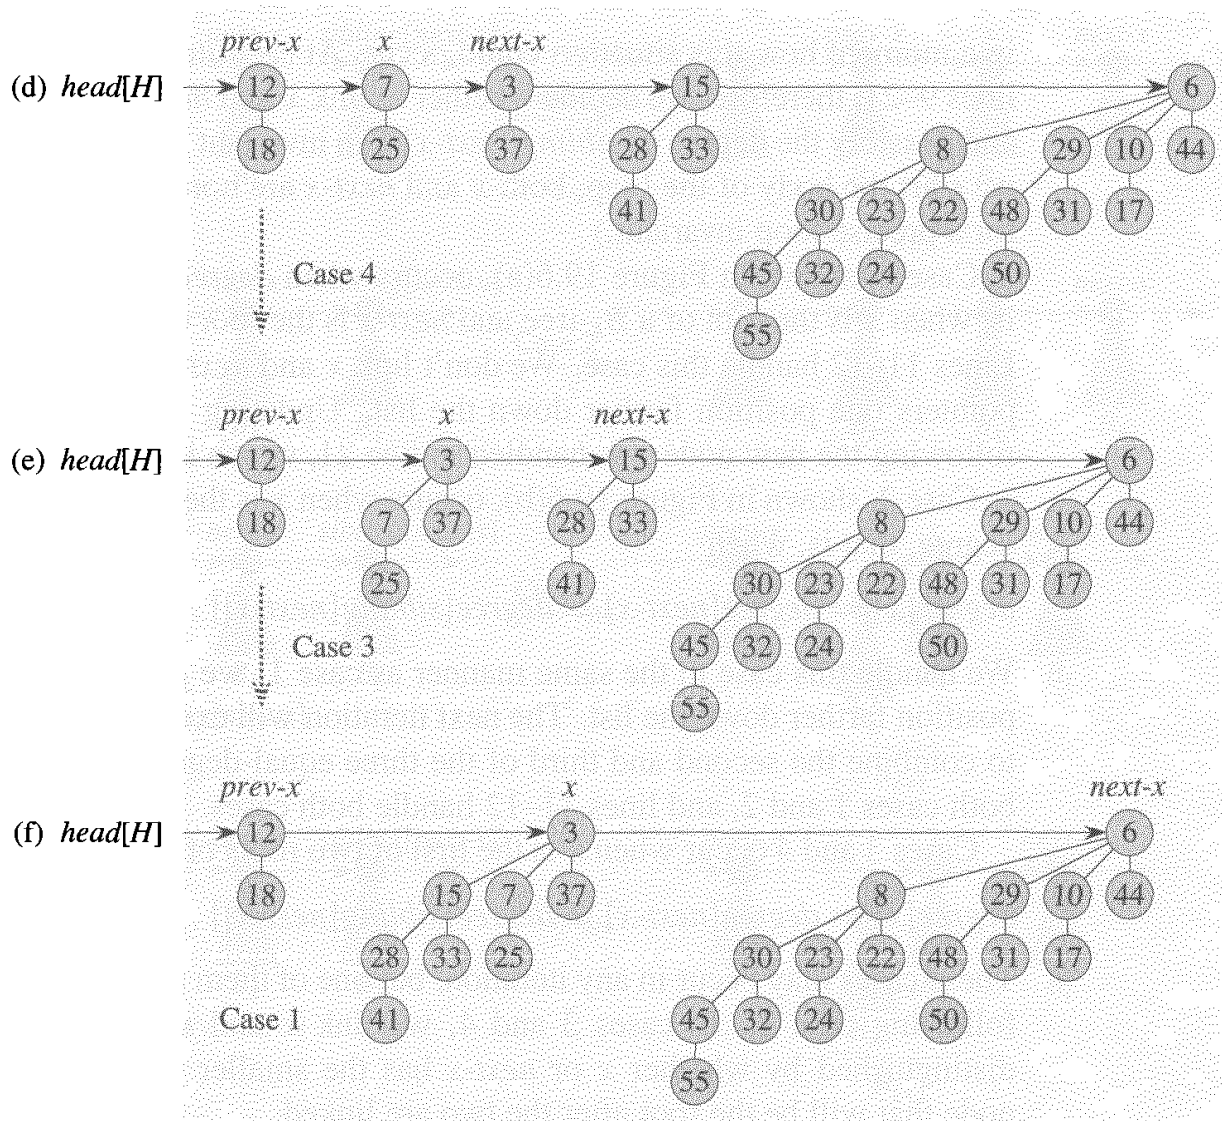 prev-x x next-x
(d) head[H] 12 7 3 15 6
18 25 37 28 33 8 29 10 44
41 30 23 22 48 31 17
Case 4 45 32 24 50
55
prev-x x next-x
(e) head[H] 12 3 15 6
18 7 37 28 33 8 29 10 44
25 41 30 23 22 48 31 17
Case 3 45 32 24 50
55
prev-x x next-x
(f) head[H] 12 3 6
18 15 7 37 8 29 10 44
28 33 25 30 23 22 48 31 17
Case 1 41 45 32 24 50
55